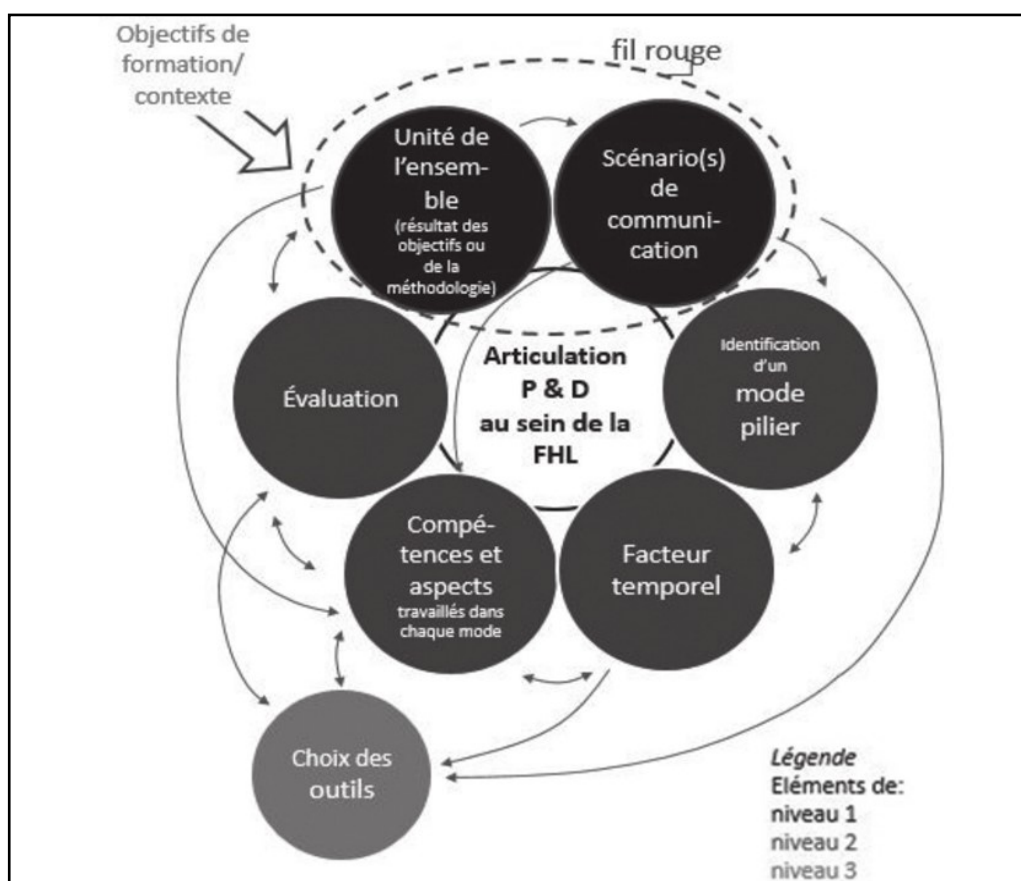 Objectifs de
formation/
contexte
fil rouge
Unité de
l'ensem-
ble
(résultat des
objectifs ou
de la
méthodologie)
Scénario(s)
de
communi-
cation
Identification
d'un
mode
pilier
Évaluation
Articulation
P & D
au sein de la
FHL
Compé-
tences et
aspects
travaillés dans
chaque mode
Facteur
temporel
Choix des
outils
Légende
Eléments de:
niveau 1
niveau 2
niveau 3